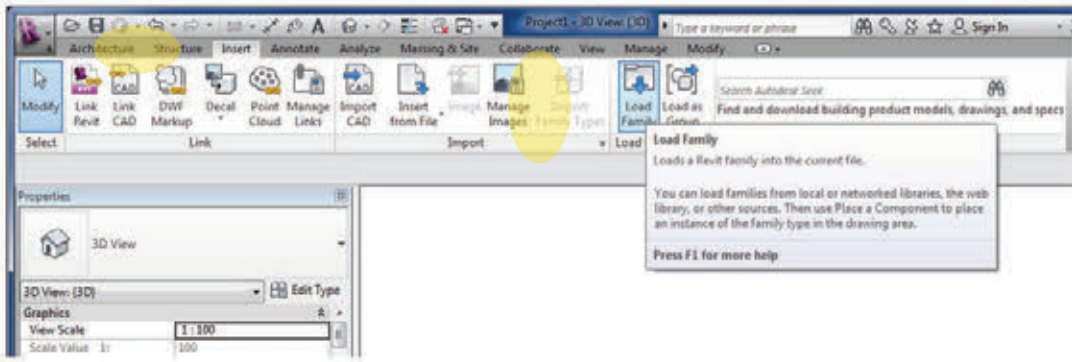 Project1 - 3D View: {3D}
Type a keyword or phrase
Sign In
Architecture Structure Insert Annotate Analyze Massing & Site Collaborate View Manage Modify
Modify
Link Revit
Link CAD
DWF Markup
Decal
Point Cloud
Manage Links
Import CAD
Insert from File
Image
Manage Images
Import Family Types
Load Family
Load as Group
Search Autodesk Seek
Find and download building product models, drawings, and specs
Select
Link
Import
Load
Load Family
Loads a Revit family into the current file.
You can load families from local or networked libraries, the web
library, or other sources. Then use Place a Component to place
an instance of the family type in the drawing area.
Press F1 for more help
Properties
3D View
3D View: {3D}
Edit Type
Graphics
View Scale 1 : 100
Scale Value 1: 100